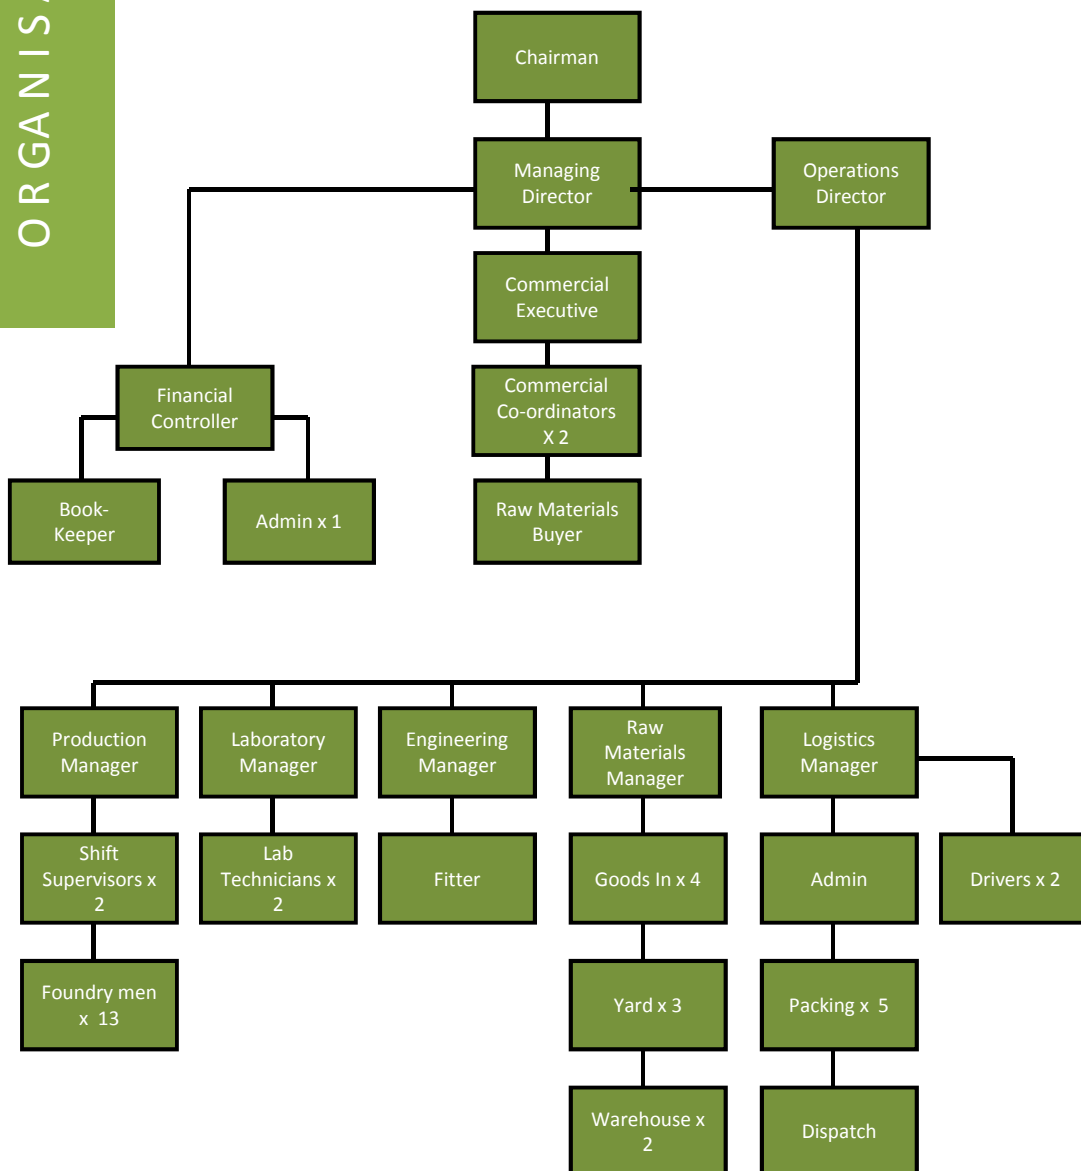 ORGANISA
Chairman
Managing
Director
Operations
Director
Commercial
Executive
Financial
Controller
Commercial
Co-ordinators
X 2
Book-
Keeper
Admin x 1
Raw Materials
Buyer
Production
Manager
Laboratory
Manager
Engineering
Manager
Raw
Materials
Manager
Logistics
Manager
Shift
Supervisors x
2
Lab
Technicians x
2
Fitter
Goods In x 4
Admin
Drivers x 2
Foundry men
x 13
Yard x 3
Packing x 5
Warehouse x
2
Dispatch